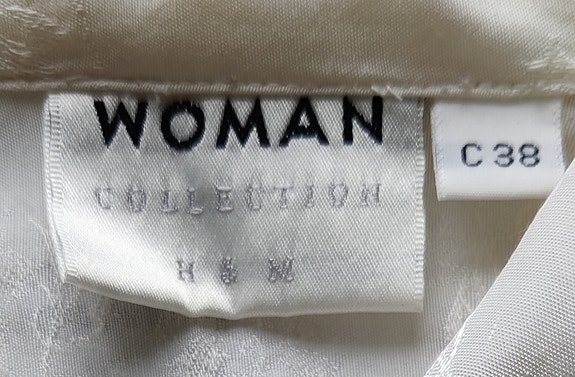 WOMAN
COLLECTION
H & M
C 38